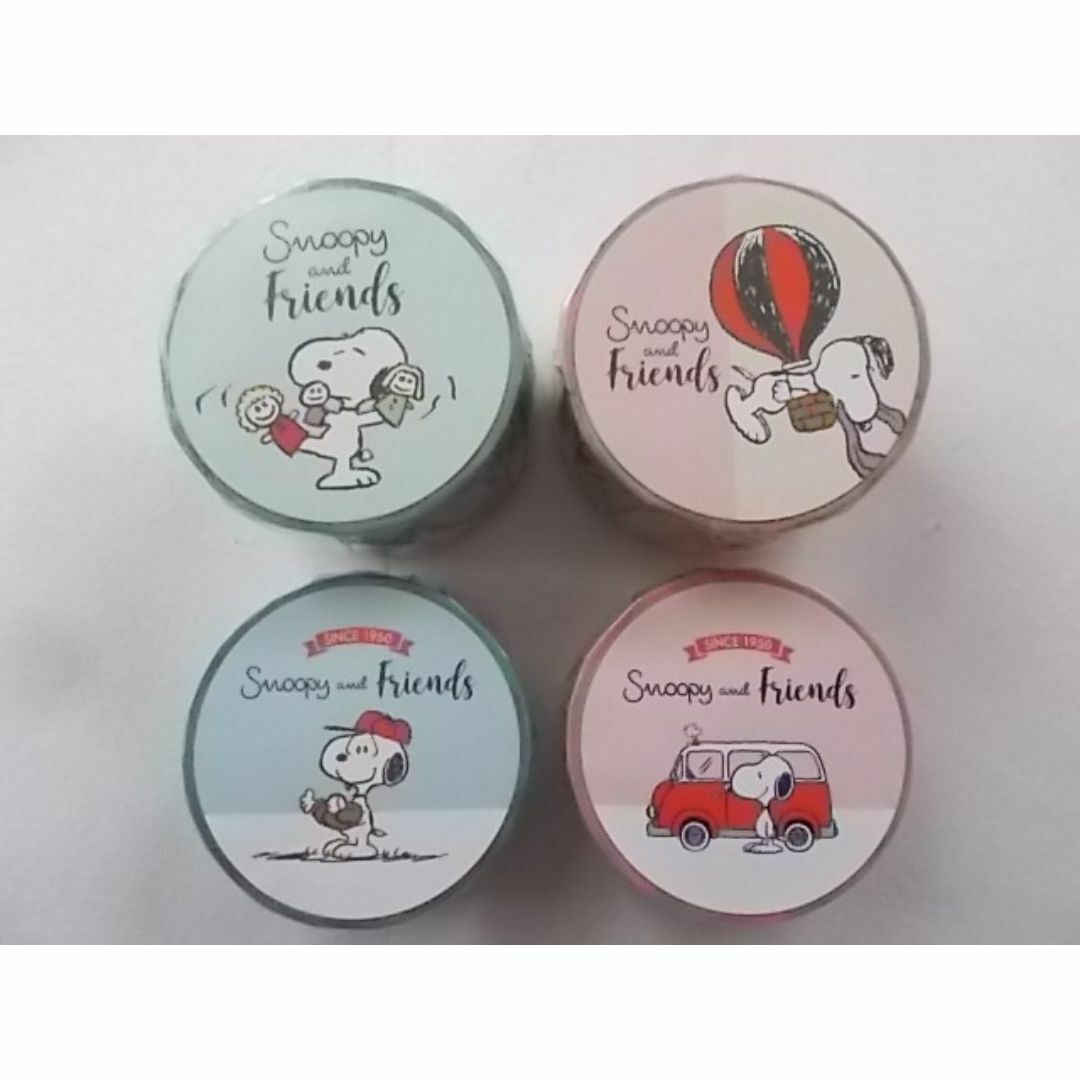 Snoopy
and
Friends
Snoopy
and
Friends
SINCE 1950
Snoopy and Friends
SINCE 1950
Snoopy and Friends